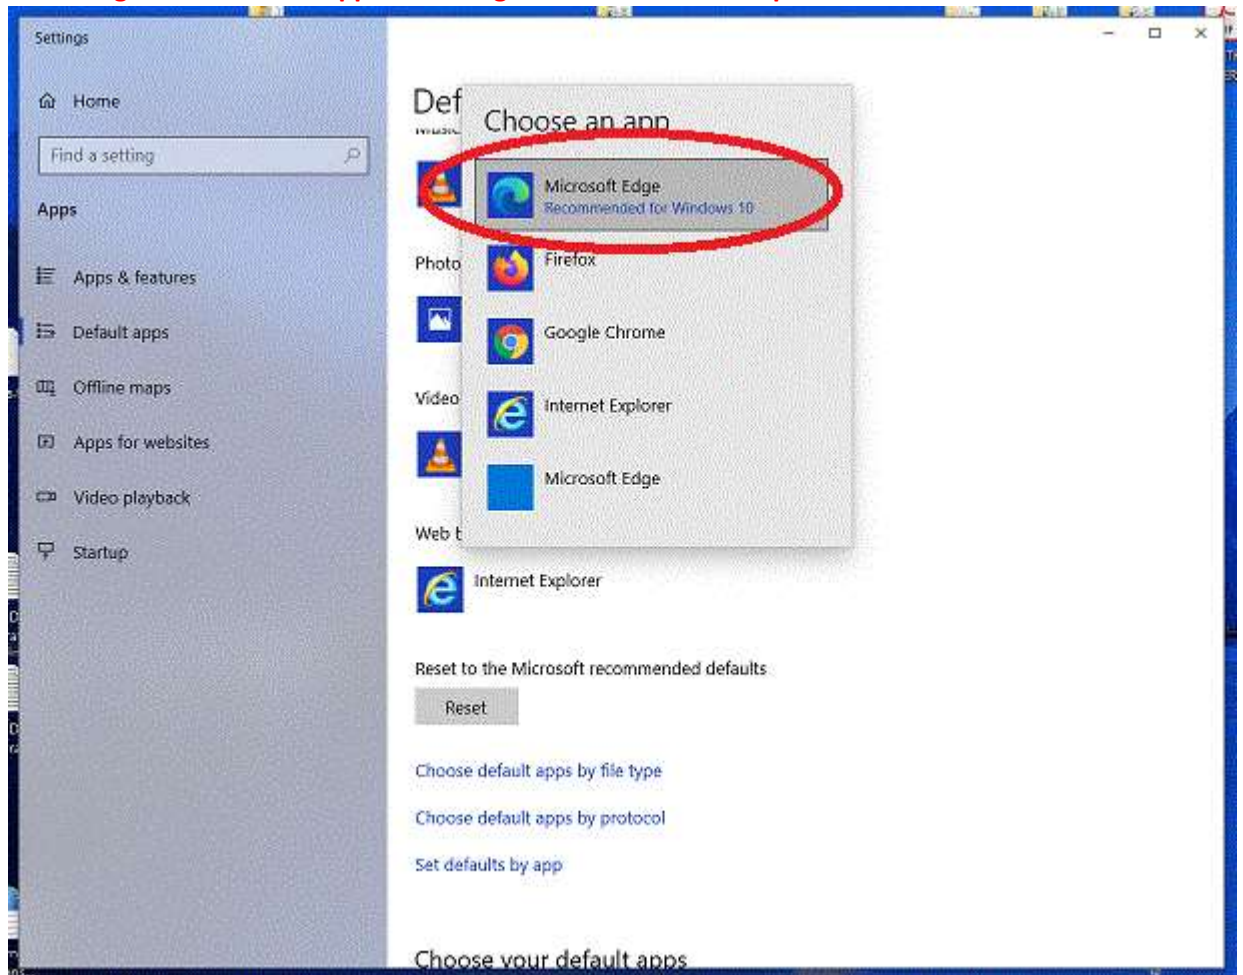 Settings
Home
Find a setting
Apps
Apps & features
Default apps
Offline maps
Apps for websites
Video playback
Startup
Def
Choose an app
Microsoft Edge
Recommended for Windows 10
Firefox
Google Chrome
Internet Explorer
Microsoft Edge
Photo
Video
Web b
Internet Explorer
Reset to the Microsoft recommended defaults
Reset
Choose default apps by file type
Choose default apps by protocol
Set defaults by app
Choose your default apps